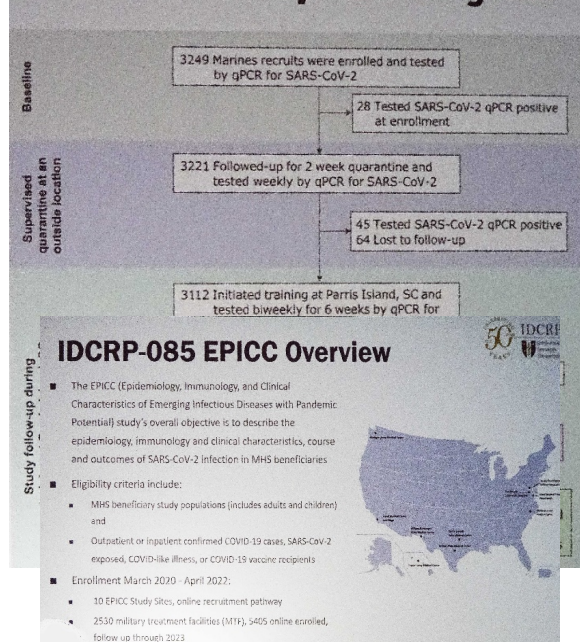 Baseline
3249 Marines recruits were enrolled and tested
by qPCR for SARS-CoV-2
28 Tested SARS-CoV-2 qPCR positive
at enrollment
Supervised
quarantine at an
outside location
3221 Followed-up for 2 week quarantine and
tested weekly by qPCR for SARS-CoV-2
45 Tested SARS-CoV-2 qPCR positive
64 Lost to follow-up
3112 Initiated training at Parris Island, SC and
tested biweekly for 6 weeks by qPCR for
Study follow-up during
50
YEARS
IDCRP
IDCRP-085 EPICC Overview
■ The EPICC (Epidemiology, Immunology, and Clinical
Characteristics of Emerging Infectious Diseases with Pandemic
Potential) study's overall objective is to describe the
epidemiology, immunology and clinical characteristics, course
and outcomes of SARS-CoV-2 infection in MHS beneficiaries
■ Eligibility criteria include:
■ MHS beneficiary study populations (includes adults and children)
and
■ Outpatient or inpatient confirmed COVID-19 cases, SARS-CoV-2
exposed, COVID-like illness, or COVID-19 vaccine recipients
■ Enrollment March 2020 - April 2022:
■ 10 EPICC Study Sites, online recruitment pathway
■ 2530 military treatment facilities (MTF), 5405 online enrolled,
follow up through 2023